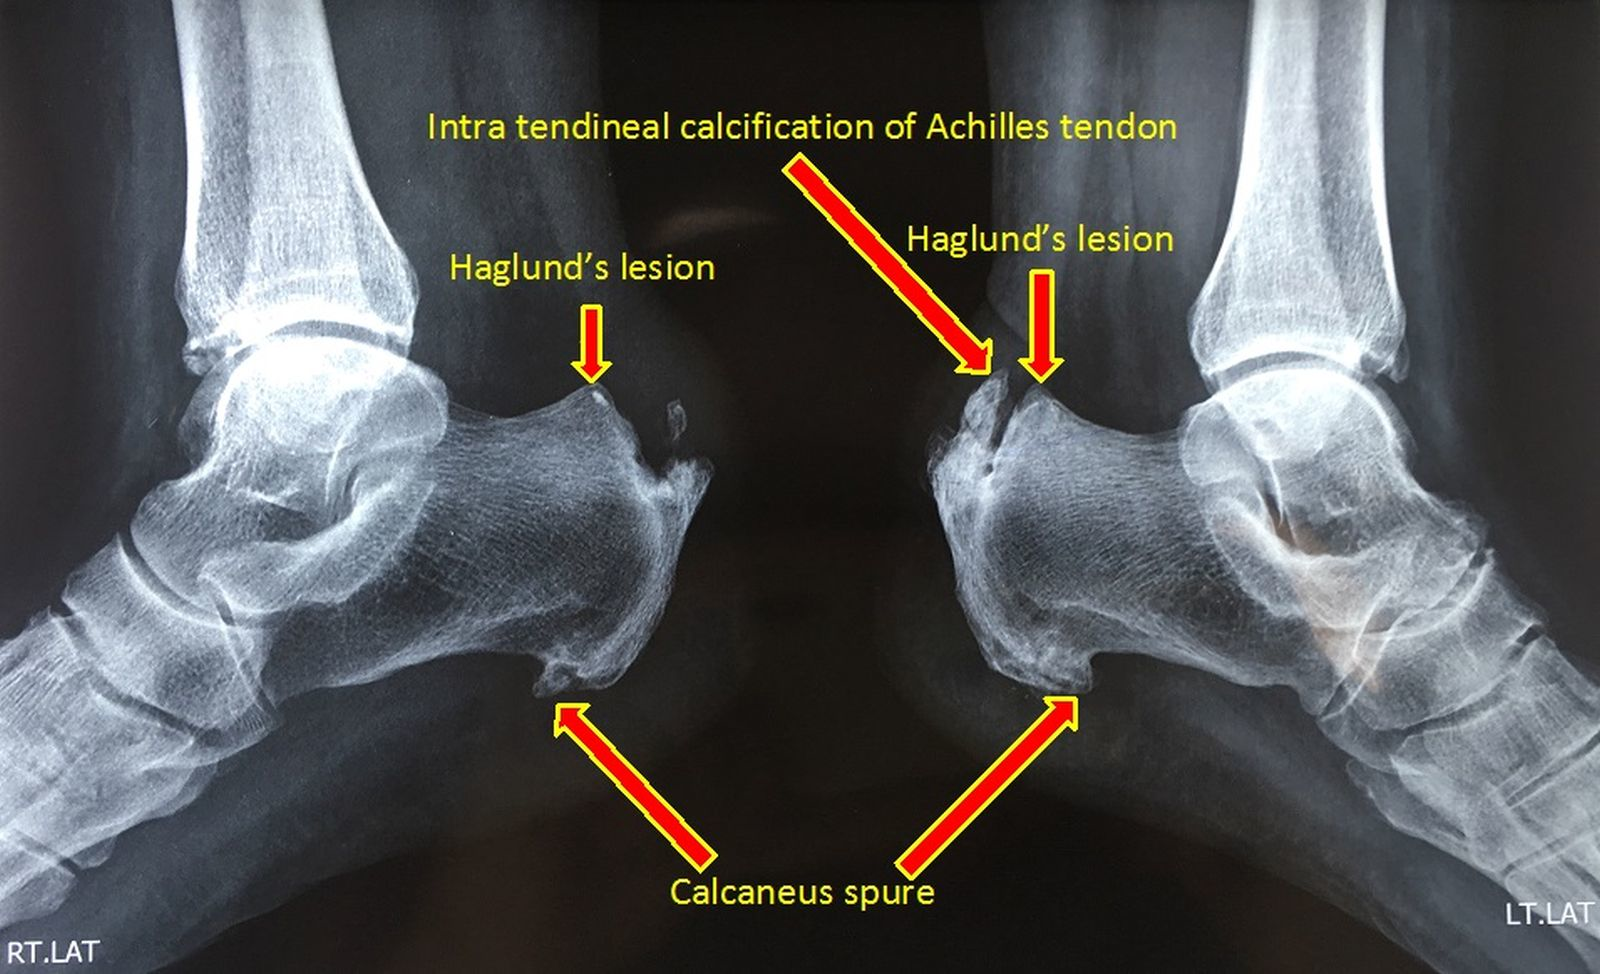 Intra tendineal calcification of Achilles tendon
Haglund’s lesion
Haglund’s lesion
Calcaneus spure
RT.LAT
LT.LAT